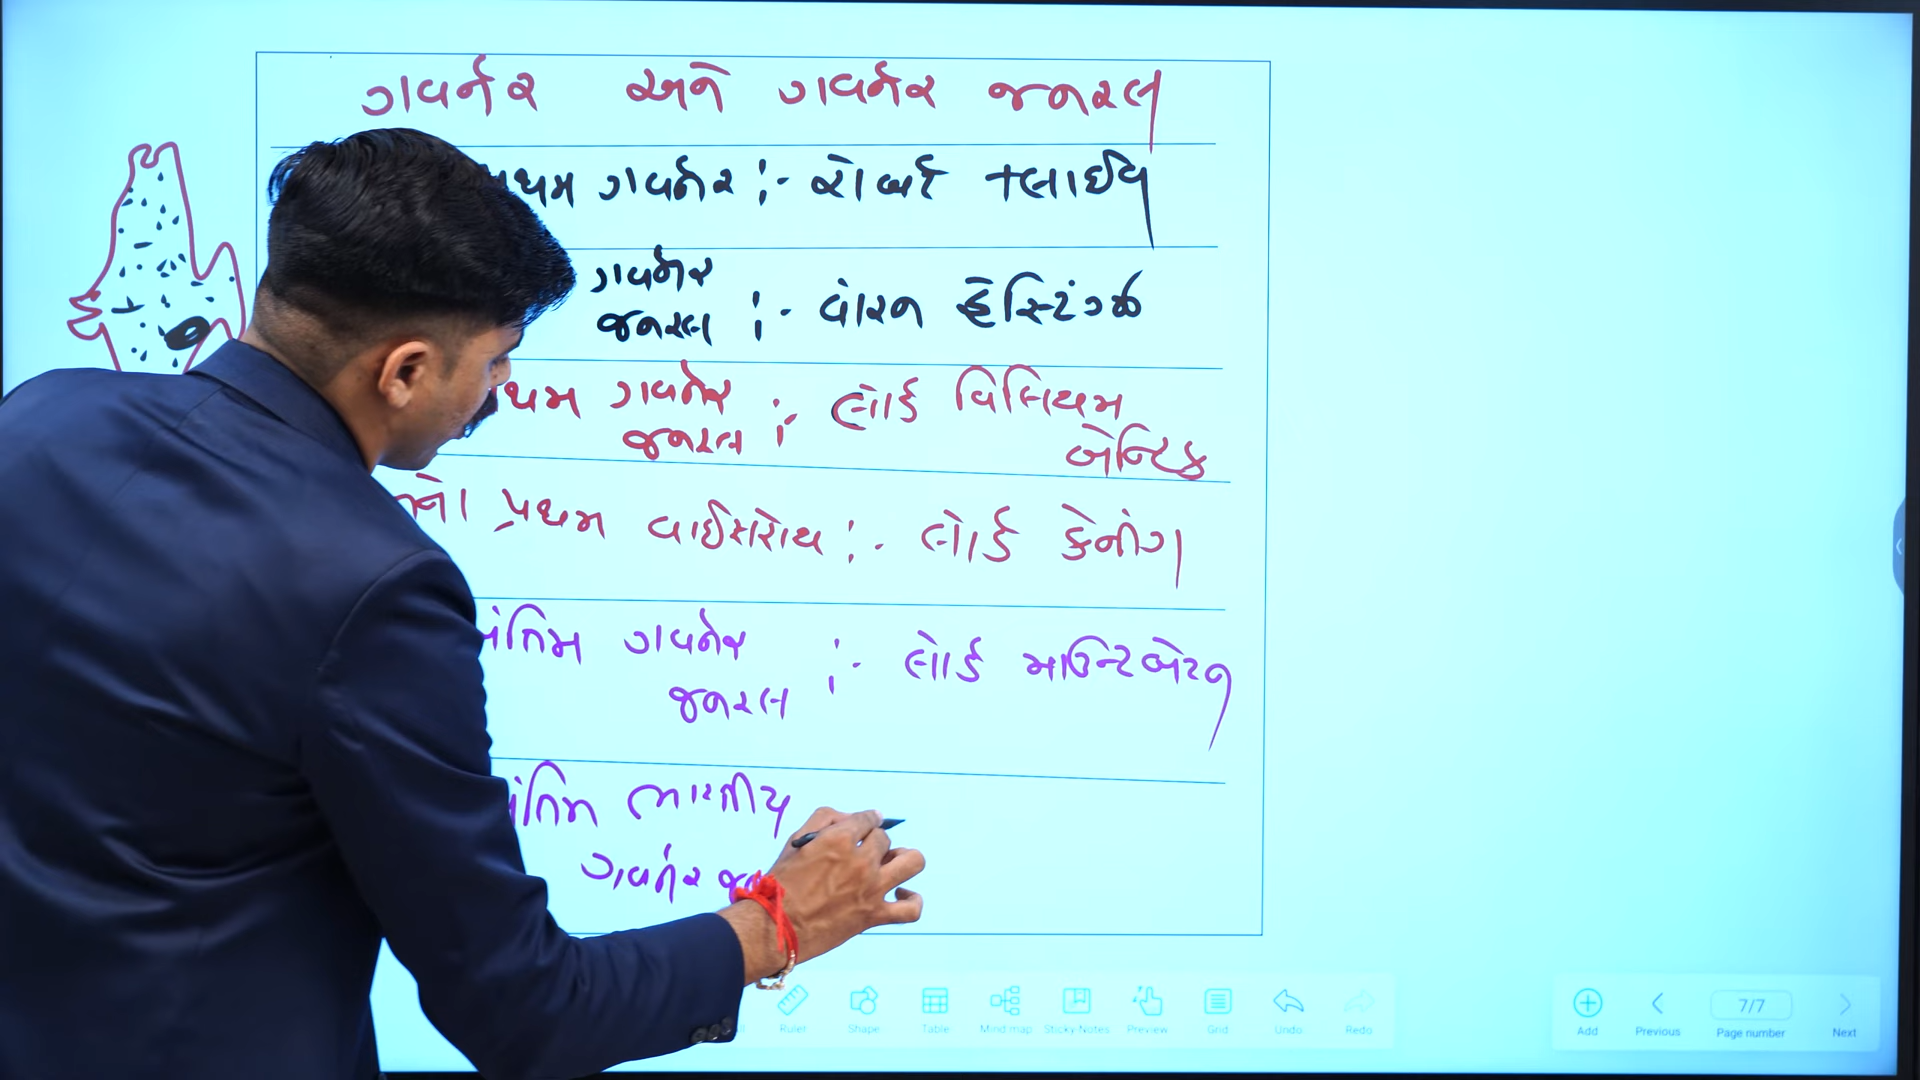 ગવર્નર અને ગવર્નર જનરલ
ગવર્નર :- રોબર્ટ ક્લાઈવ
ગવર્નર
જનરલ :- વોરન હેસ્ટિંગ્ઝ
ગવર્નર
જનરલ :- લોર્ડ વિલિયમ
બેન્ટિક
પ્રથમ વાઈસરોય :- લોર્ડ કેનીંગ
ગવર્નર
જનરલ :- લોર્ડ માઉન્ટબેટન
ભારતીય
ગવર્નર
Ruler
Shape
Table
Mind map
Sticky Notes
Preview
Grid
Undo
Redo
Add
Previous
7/7
Page number
Next